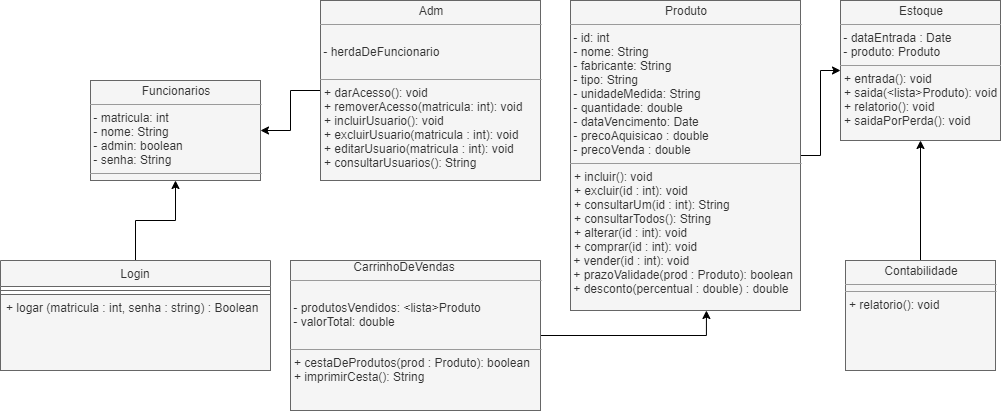 Adm
- herdaDeFuncionario
+ darAcesso(): void
+ removerAcesso(matricula: int): void
+ incluirUsuario(): void
+ excluirUsuario(matricula : int): void
+ editarUsuario(matricula : int): void
+ consultarUsuarios(): String
Produto
- id: int
- nome: String
- fabricante: String
- tipo: String
- unidadeMedida: String
- quantidade: double
- dataVencimento: Date
- precoAquisicao : double
- precoVenda : double
+ incluir(): void
+ excluir(id : int): void
+ consultarUm(id : int): String
+ consultarTodos(): String
+ alterar(id : int): void
+ comprar(id : int): void
+ vender(id : int): void
+ prazoValidade(prod : Produto): boolean
+ desconto(percentual : double) : double
Estoque
- dataEntrada : Date
- produto: Produto
+ entrada(): void
+ saida(<lista>Produto): void
+ relatorio(): void
+ saidaPorPerda(): void
Funcionarios
- matricula: int
- nome: String
- admin: boolean
- senha: String
Login
+ logar (matricula : int, senha : string) : Boolean
CarrinhoDeVendas
- produtosVendidos: <lista>Produto
- valorTotal: double
+ cestaDeProdutos(prod : Produto): boolean
+ imprimirCesta(): String
Contabilidade
+ relatorio(): void